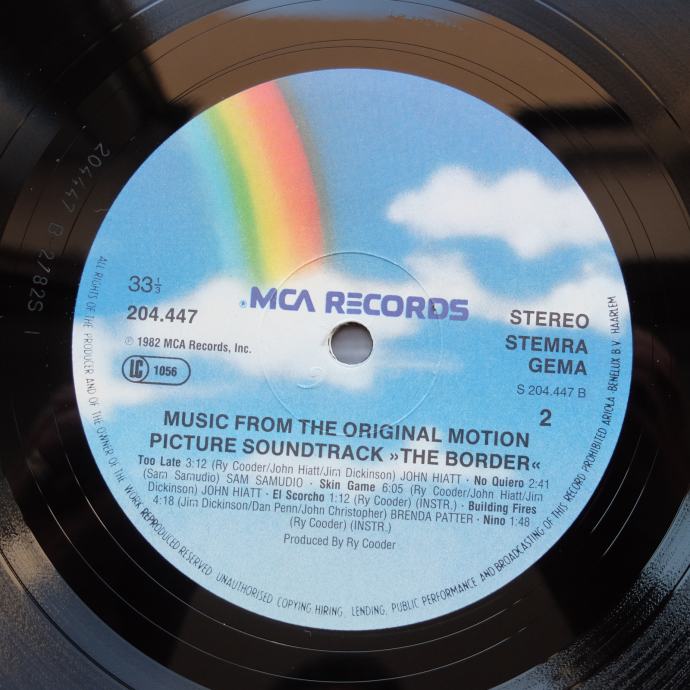 33⅓
204.447
℗ 1982 MCA Records, Inc.
LC 1056
®MCA RECORDS
STEREO
STEMRA
GEMA
S 204.447 B
2
MUSIC FROM THE ORIGINAL MOTION
PICTURE SOUNDTRACK »THE BORDER«
Too Late 3:12 (Ry Cooder/John Hiatt/Jim Dickinson) JOHN HIATT · No Quiero 2:41
(Sam Samudio) SAM SAMUDIO · Skin Game 6:05 (Ry Cooder/John Hiatt/Jim
Dickinson) JOHN HIATT · El Scorcho 1:12 (Ry Cooder) (INSTR.) · Building Fires
4:18 (Jim Dickinson/Dan Penn/John Christopher) BRENDA PATTER · Nino 1:48
(Ry Cooder) (INSTR.)
Produced By Ry Cooder
ALL RIGHTS OF THE PRODUCER AND OF THE OWNER OF THE WORK REPRODUCED RESERVED. UNAUTHORISED COPYING HIRING, LENDING, PUBLIC PERFORMANCE AND BROADCASTING OF THIS RECORD PROHIBITED ARIOLA-BENELUX B.V. HAARLEM
204447 B 2782S 1